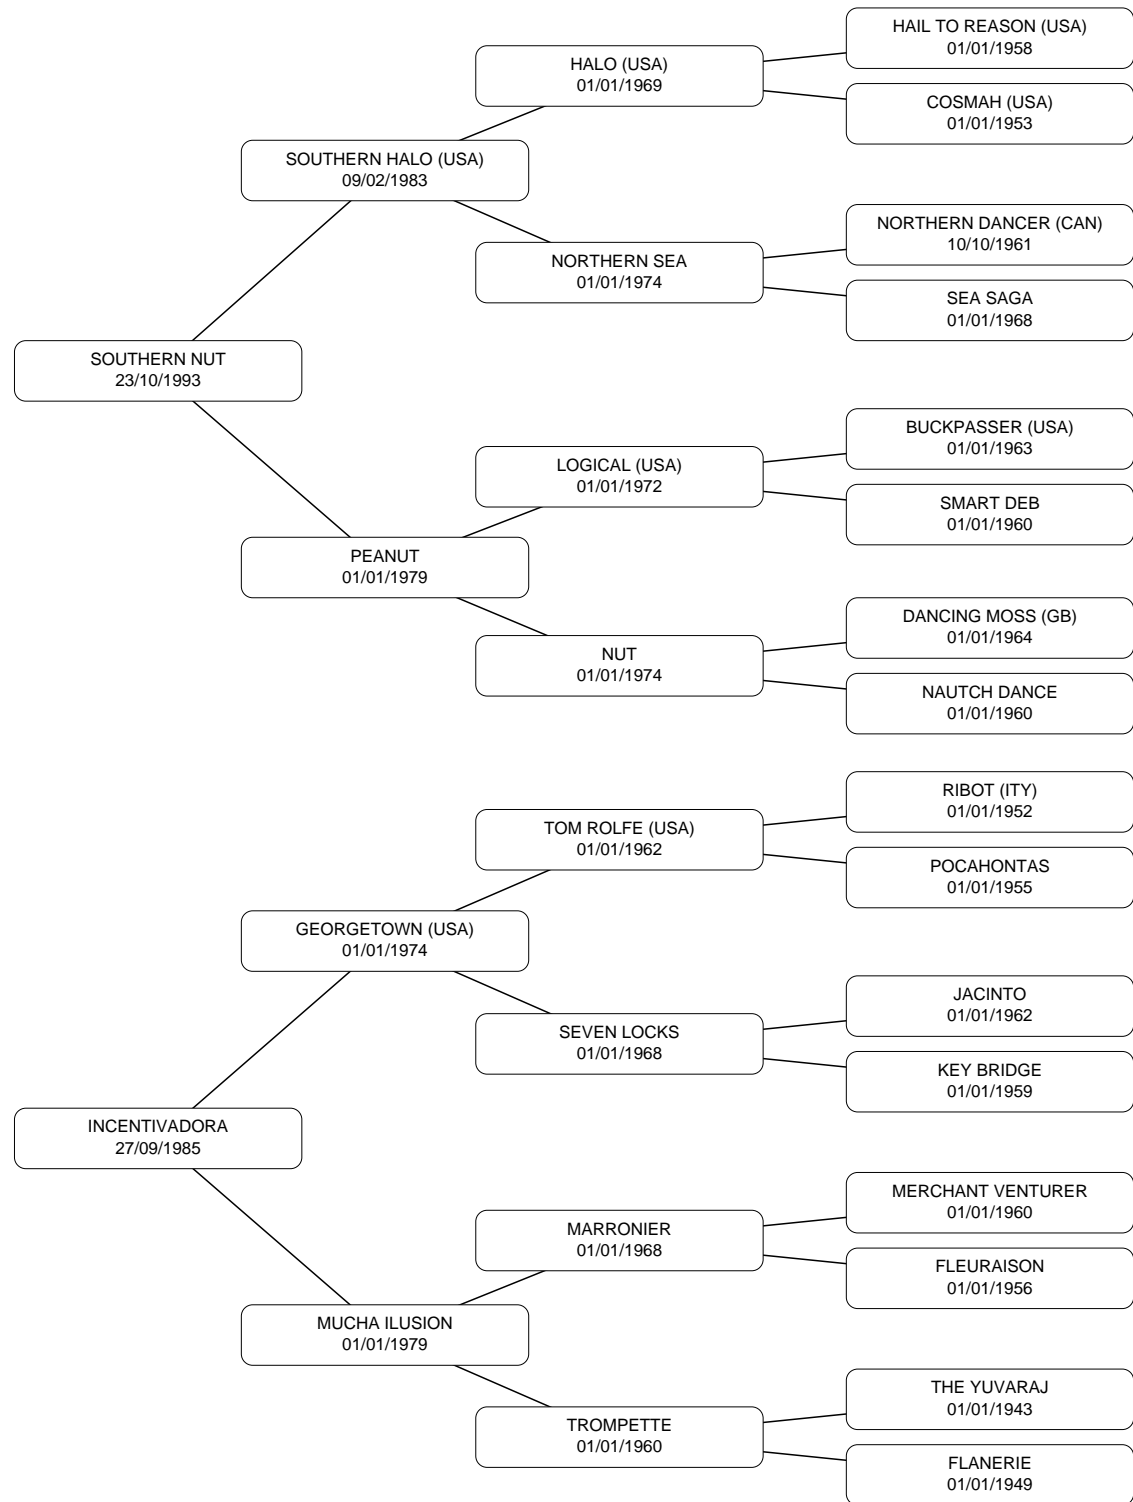 HAIL TO REASON (USA)
01/01/1958
HALO (USA)
01/01/1969
COSMAH (USA)
01/01/1953
SOUTHERN HALO (USA)
09/02/1983
NORTHERN DANCER (CAN)
10/10/1961
NORTHERN SEA
01/01/1974
SEA SAGA
01/01/1968
SOUTHERN NUT
23/10/1993
BUCKPASSER (USA)
01/01/1963
LOGICAL (USA)
01/01/1972
SMART DEB
01/01/1960
PEANUT
01/01/1979
DANCING MOSS (GB)
01/01/1964
NUT
01/01/1974
NAUTCH DANCE
01/01/1960
RIBOT (ITY)
01/01/1952
TOM ROLFE (USA)
01/01/1962
POCAHONTAS
01/01/1955
GEORGETOWN (USA)
01/01/1974
JACINTO
01/01/1962
SEVEN LOCKS
01/01/1968
KEY BRIDGE
01/01/1959
INCENTIVADORA
27/09/1985
MERCHANT VENTURER
01/01/1960
MARRONIER
01/01/1968
FLEURAISON
01/01/1956
MUCHA ILUSION
01/01/1979
THE YUVARAJ
01/01/1943
TROMPETTE
01/01/1960
FLANERIE
01/01/1949